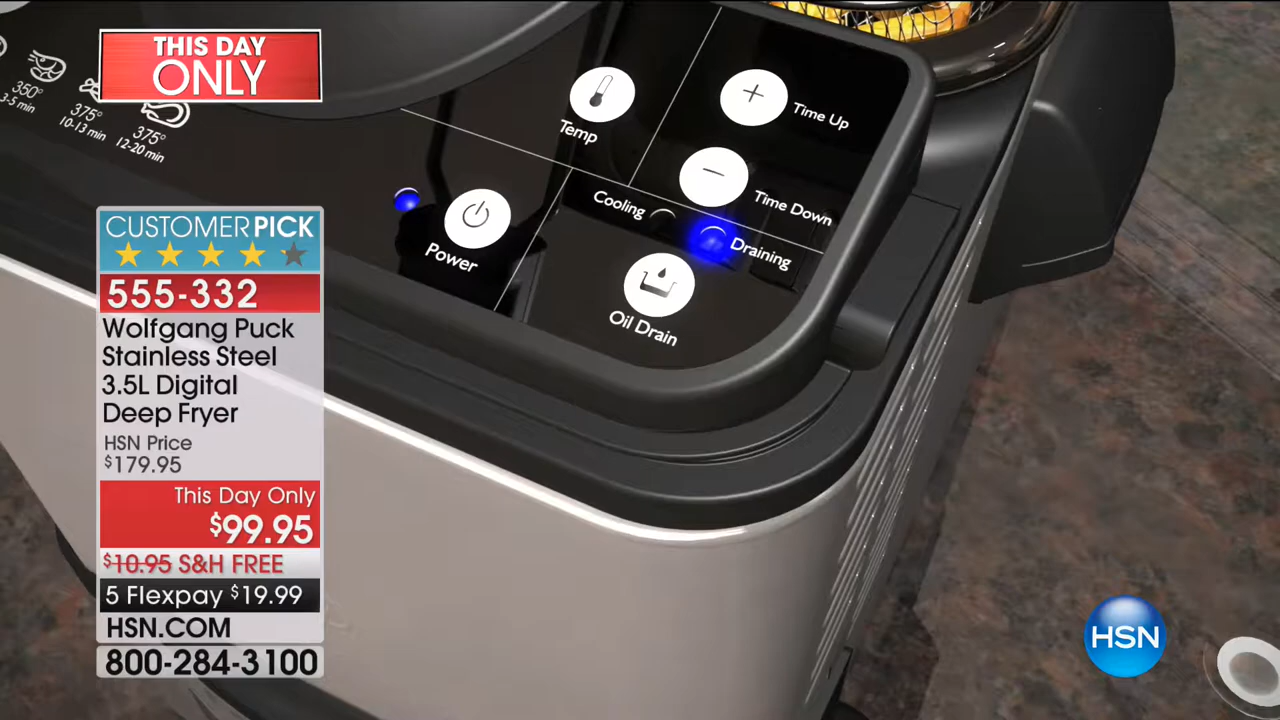 THIS DAY
ONLY
350°
3-5 min
375°
10-13 min
375°
12-20 min
Temp
Time Up
Time Down
Cooling
Draining
Power
Oil Drain
CUSTOMER PICK
555-332
Wolfgang Puck
Stainless Steel
3.5L Digital
Deep Fryer
HSN Price
$179.95
This Day Only
$99.95
$10.95 S&H FREE
5 Flexpay $19.99
HSN.COM
800-284-3100
HSN